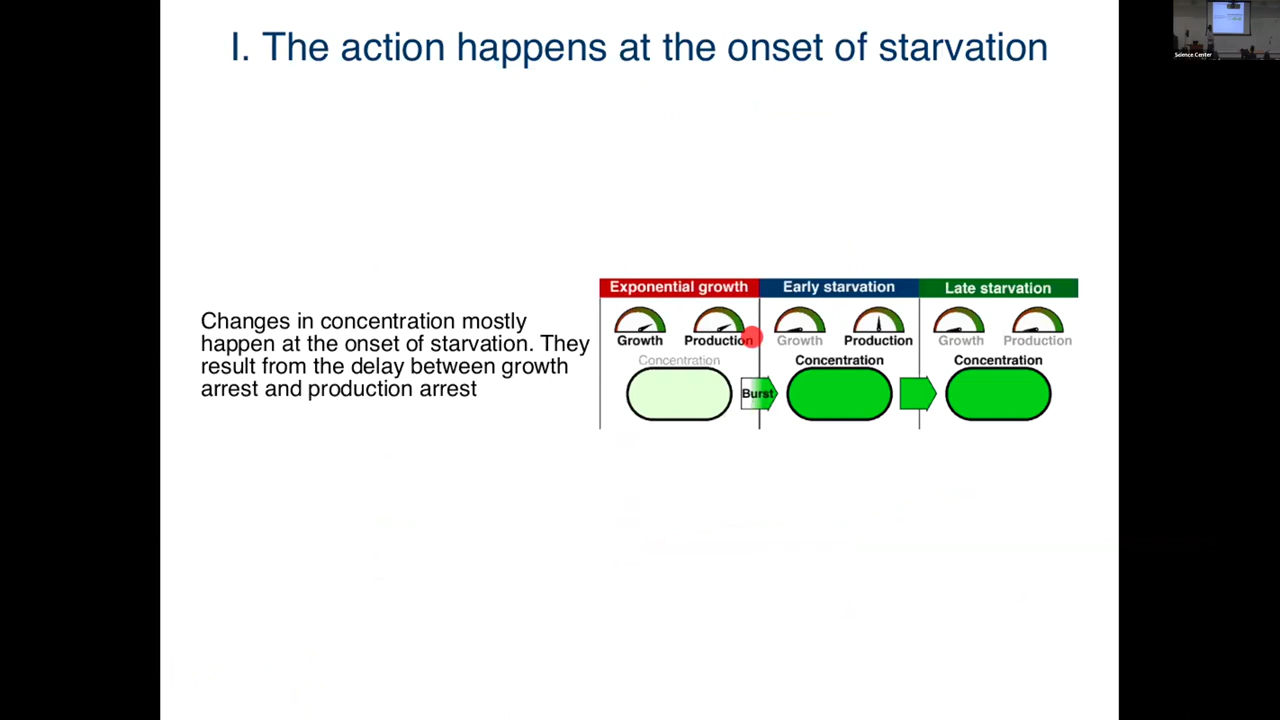 I. The action happens at the onset of starvation
Science Center
Changes in concentration mostly
happen at the onset of starvation. They
result from the delay between growth
arrest and production arrest
Exponential growth Early starvation Late starvation
Growth Production Growth Production Growth Production
Concentration Concentration Concentration
Burst